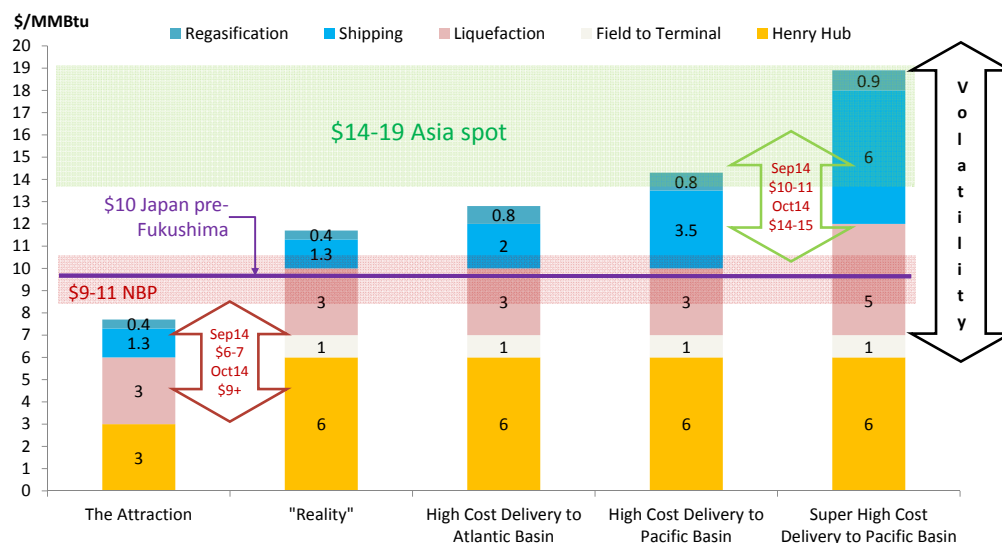 $/MMBtu
Regasification Shipping Liquefaction Field to Terminal Henry Hub
20
19
18
17
16
15
14
13
12
11
10
9
8
7
6
5
4
3
2
1
0
$14-19 Asia spot
$10 Japan pre-
Fukushima
$9-11 NBP
0.4
1.3
3
3
Sep14
$6-7
Oct14
$9+
0.4
1.3
3
1
6
0.8
2
3
1
6
0.8
3.5
3
1
6
Sep14
$10-11
Oct14
$14-15
0.9
6
5
1
6
Volatility
The Attraction
"Reality"
High Cost Delivery to
Atlantic Basin
High Cost Delivery to
Pacific Basin
Super High Cost
Delivery to Pacific Basin